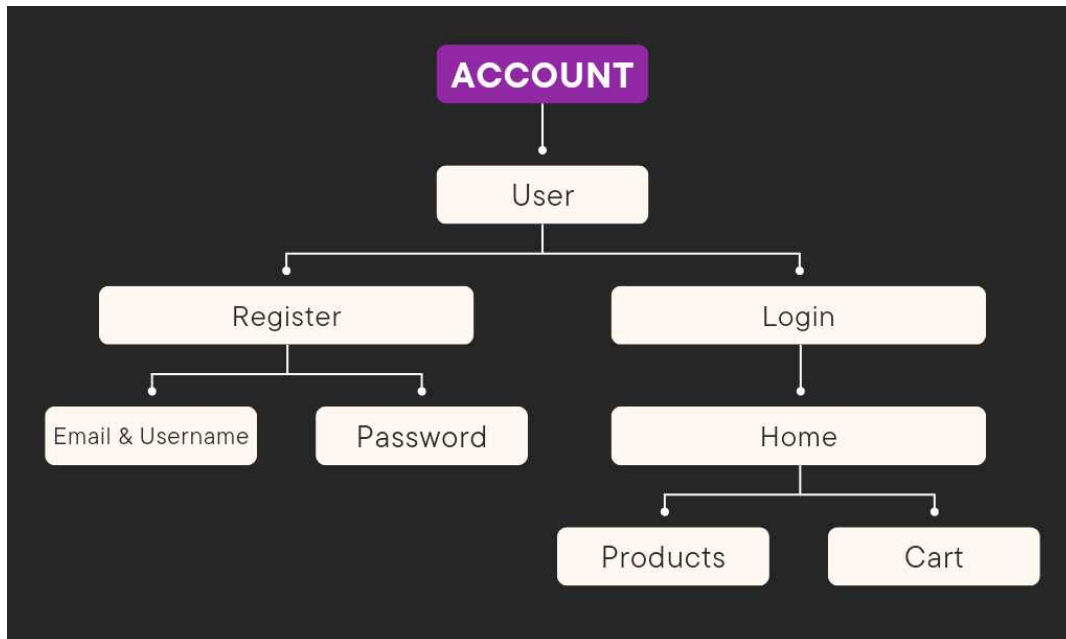 ACCOUNT
User
Register
Login
Email & Username
Password
Home
Products
Cart